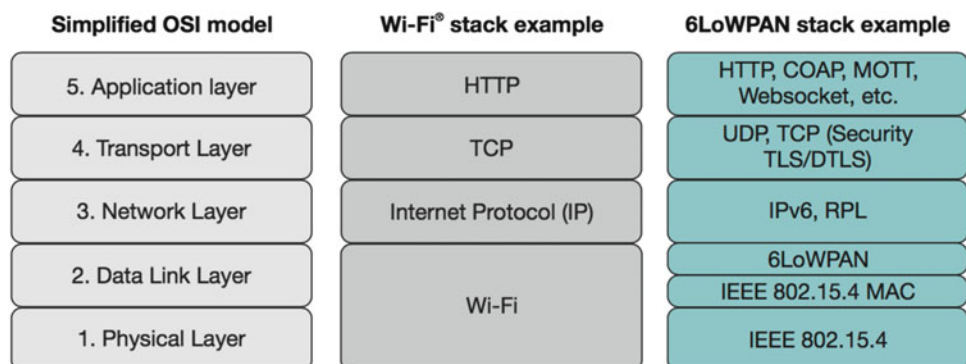 Simplified OSI model
5. Application layer
4. Transport Layer
3. Network Layer
2. Data Link Layer
1. Physical Layer
Wi-Fi® stack example
HTTP
TCP
Internet Protocol (IP)
Wi-Fi
6LoWPAN stack example
HTTP, COAP, MOTT,
Websocket, etc.
UDP, TCP (Security
TLS/DTLS)
IPv6, RPL
6LoWPAN
IEEE 802.15.4 MAC
IEEE 802.15.4